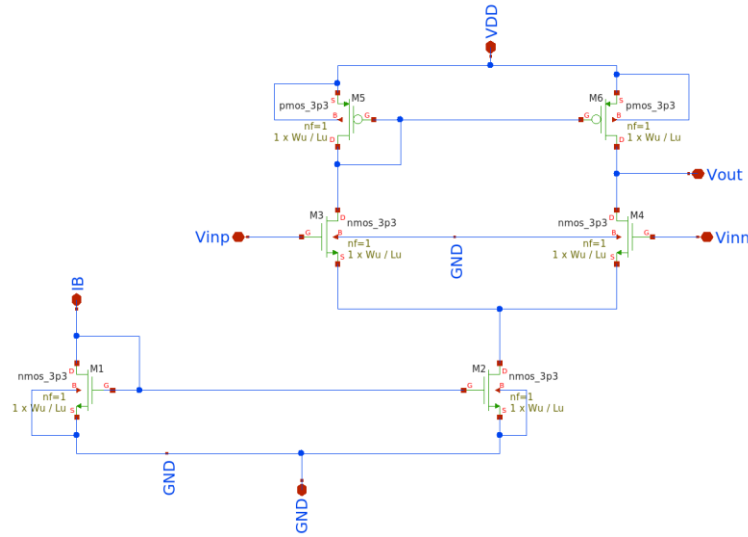 VDD
S
M5
pmos_3p3
B
G
nf=1
1 x Wu / Lu
D
M6
S
pmos_3p3
G
B
nf=1
1 x Wu / Lu
D
Vout
M3
D
nmos_3p3
Vinp
G
B
nf=1
1 x Wu / Lu
S
GND
D
M4
nmos_3p3
B
G
Vinn
nf=1
1 x Wu / Lu
S
IB
D
M1
nmos_3p3
B
G
nf=1
1 x Wu / Lu
S
M2
D
nmos_3p3
G
B
nf=1
1 x Wu / Lu
S
GND
GND